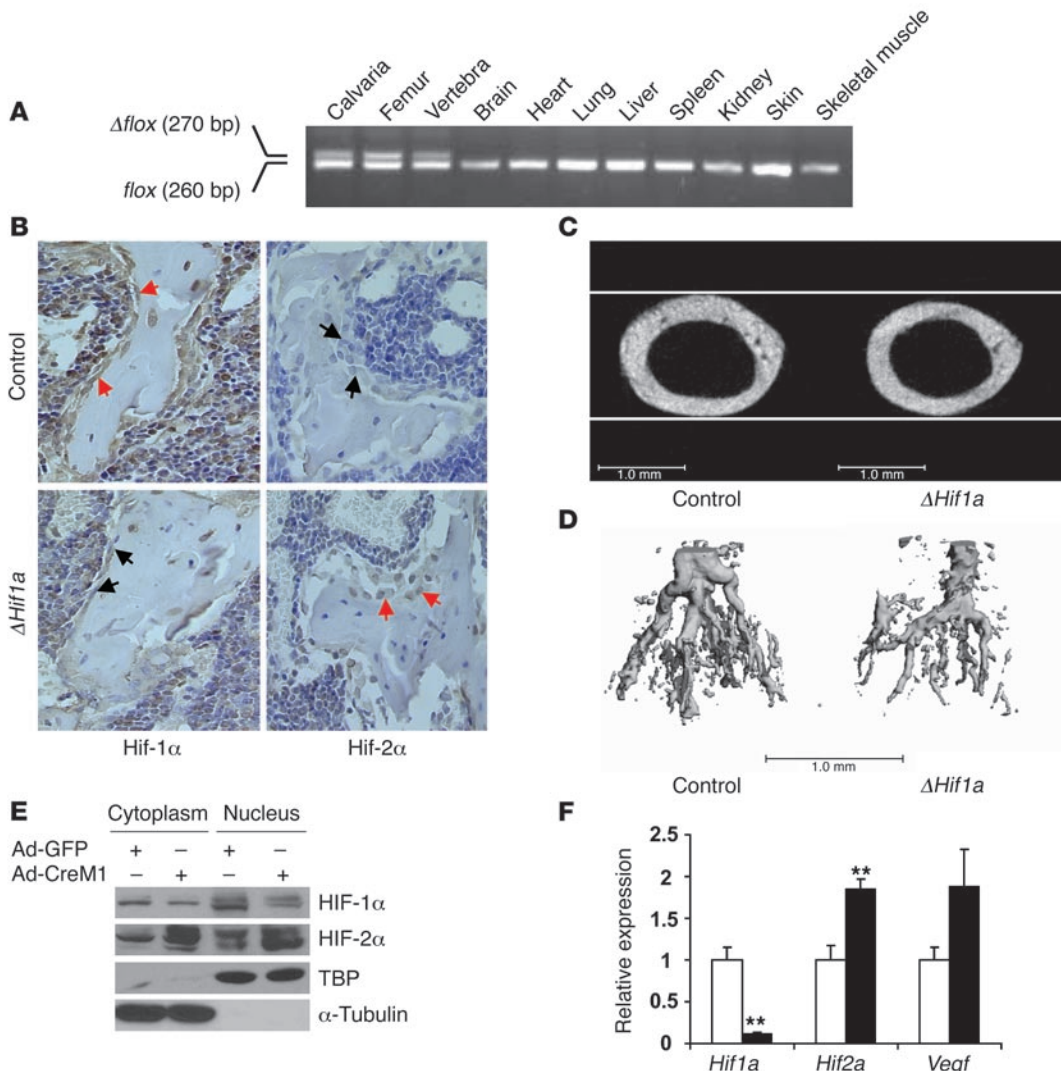 A
Δflox (270 bp)
flox (260 bp)
Calvaria
Femur
Vertebra
Brain
Heart
Lung
Liver
Spleen
Kidney
Skin
Skeletal muscle
B
Control
ΔHif1a
Hif-1α
Hif-2α
C
1.0 mm
1.0 mm
Control
ΔHif1a
D
1.0 mm
Control
ΔHif1a
E
Cytoplasm Nucleus
Ad-GFP + – + –
Ad-CreM1 – + – +
HIF-1α
HIF-2α
TBP
α-Tubulin
F
Relative expression
2.5
2
1.5
1
0.5
0
**
**
Hif1a
Hif2a
Vegf